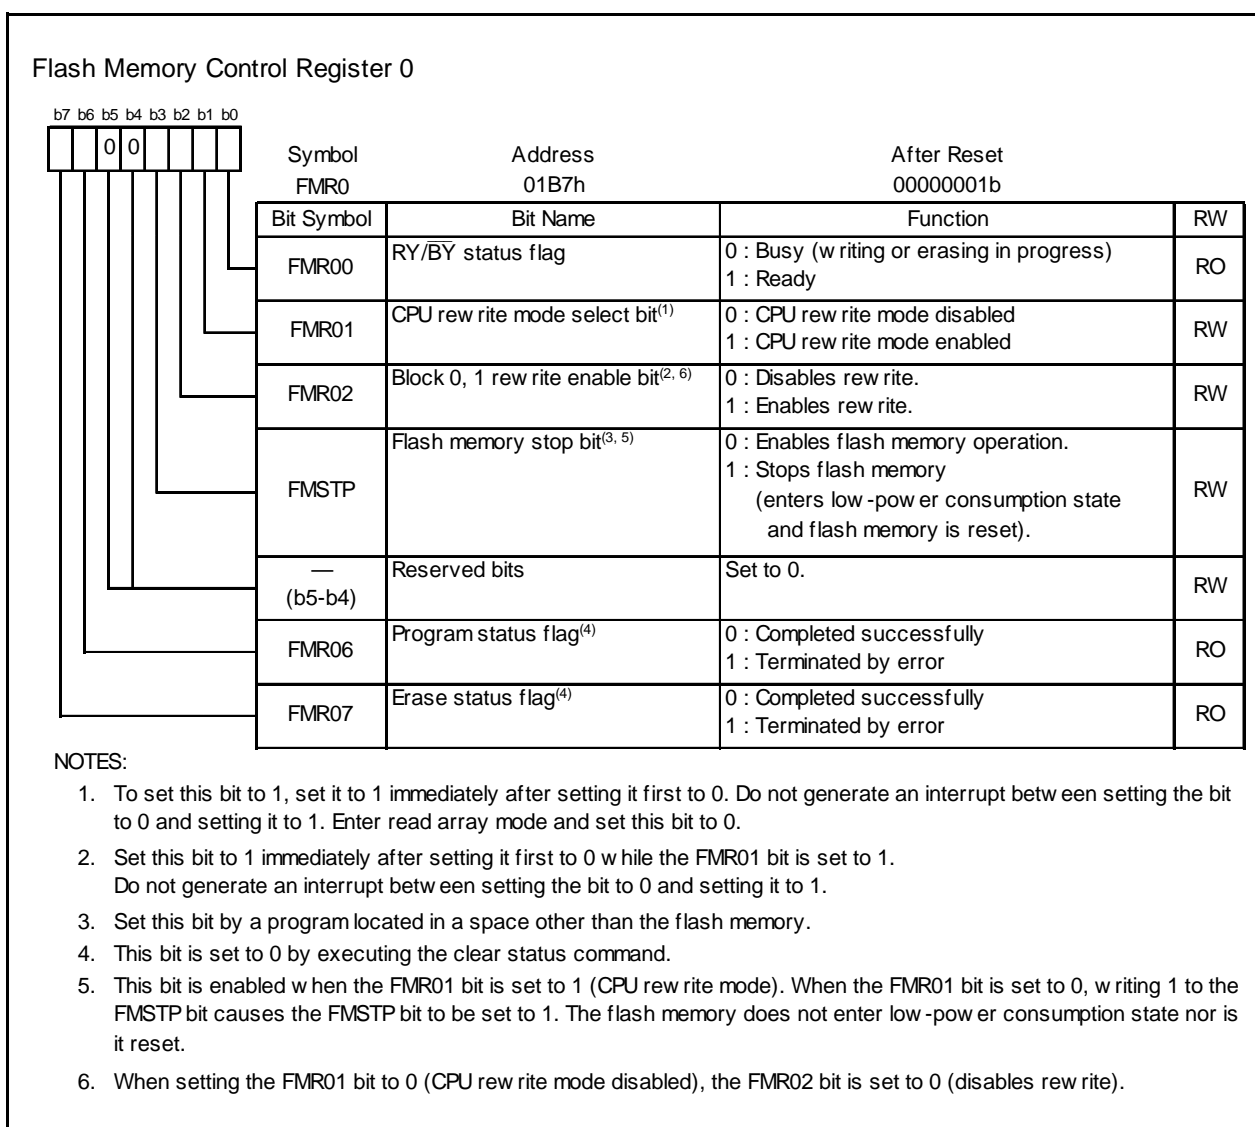 Flash Memory Control Register 0
b7 b6 b5 b4 b3 b2 b1 b0
0 0
Symbol Address After Reset
FMR0 01B7h 00000001b
Bit Symbol Bit Name Function RW
FMR00 RY/B̅Y̅ status flag 0 : Busy (writing or erasing in progress) RO
1 : Ready
FMR01 CPU rewrite mode select bit(1) 0 : CPU rewrite mode disabled RW
1 : CPU rewrite mode enabled
FMR02 Block 0, 1 rewrite enable bit(2, 6) 0 : Disables rewrite. RW
1 : Enables rewrite.
FMSTP Flash memory stop bit(3, 5) 0 : Enables flash memory operation. RW
1 : Stops flash memory
(enters low-power consumption state
and flash memory is reset).
— Reserved bits Set to 0. RW
(b5-b4)
FMR06 Program status flag(4) 0 : Completed successfully RO
1 : Terminated by error
FMR07 Erase status flag(4) 0 : Completed successfully RO
1 : Terminated by error
NOTES:
1. To set this bit to 1, set it to 1 immediately after setting it first to 0. Do not generate an interrupt between setting the bit
to 0 and setting it to 1. Enter read array mode and set this bit to 0.
2. Set this bit to 1 immediately after setting it first to 0 while the FMR01 bit is set to 1.
Do not generate an interrupt between setting the bit to 0 and setting it to 1.
3. Set this bit by a program located in a space other than the flash memory.
4. This bit is set to 0 by executing the clear status command.
5. This bit is enabled when the FMR01 bit is set to 1 (CPU rewrite mode). When the FMR01 bit is set to 0, writing 1 to the
FMSTP bit causes the FMSTP bit to be set to 1. The flash memory does not enter low-power consumption state nor is
it reset.
6. When setting the FMR01 bit to 0 (CPU rewrite mode disabled), the FMR02 bit is set to 0 (disables rewrite).